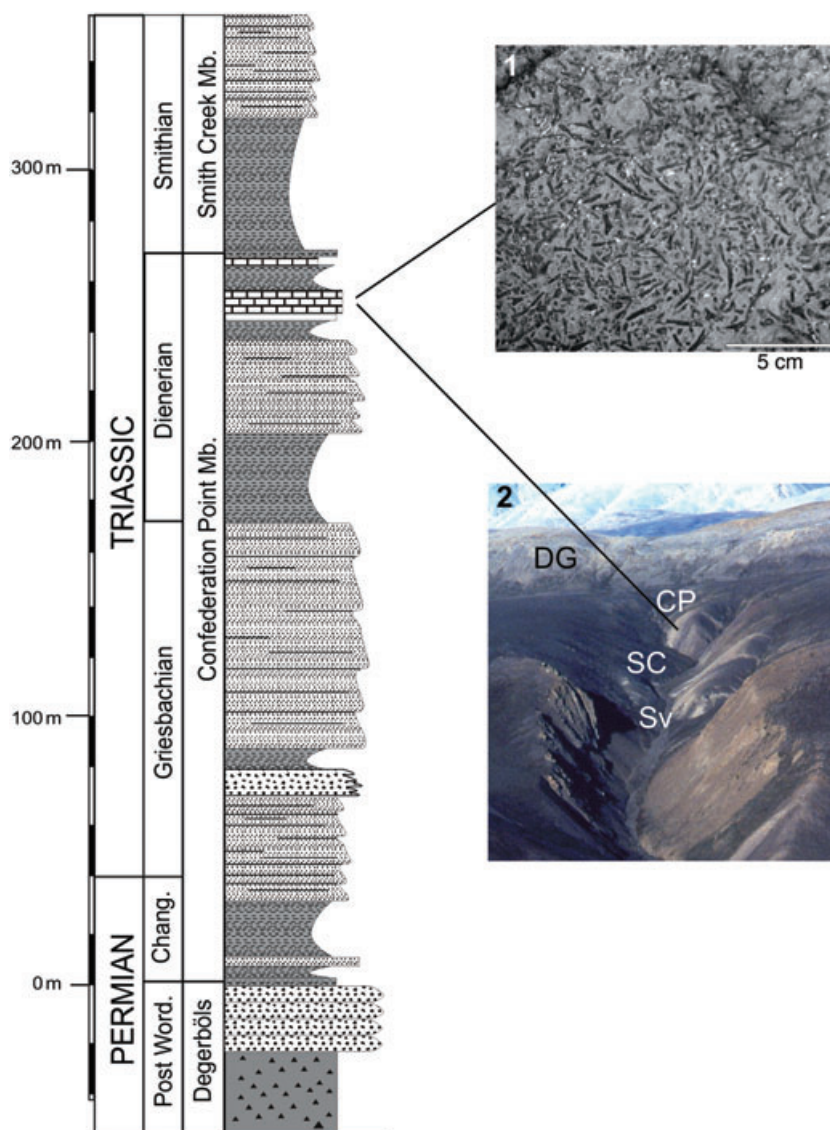 TRIASSIC
PERMIAN
Smithian
Dienerian
Griesbachian
Chang.
Post Word.
Smith Creek Mb.
Confederation Point Mb.
Degerböls
300 m
200 m
100 m
0 m
1
5 cm
2
DG
CP
SC
Sv